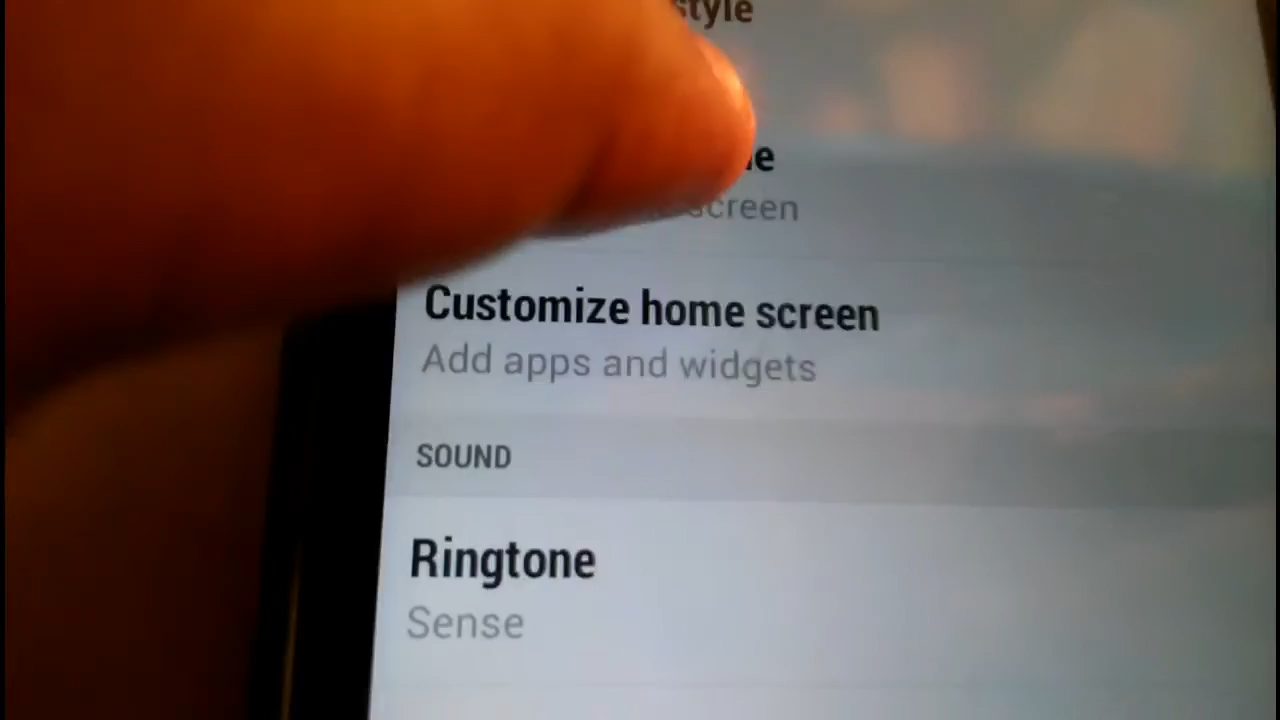 style
screen
Customize home screen
Add apps and widgets
SOUND
Ringtone
Sense